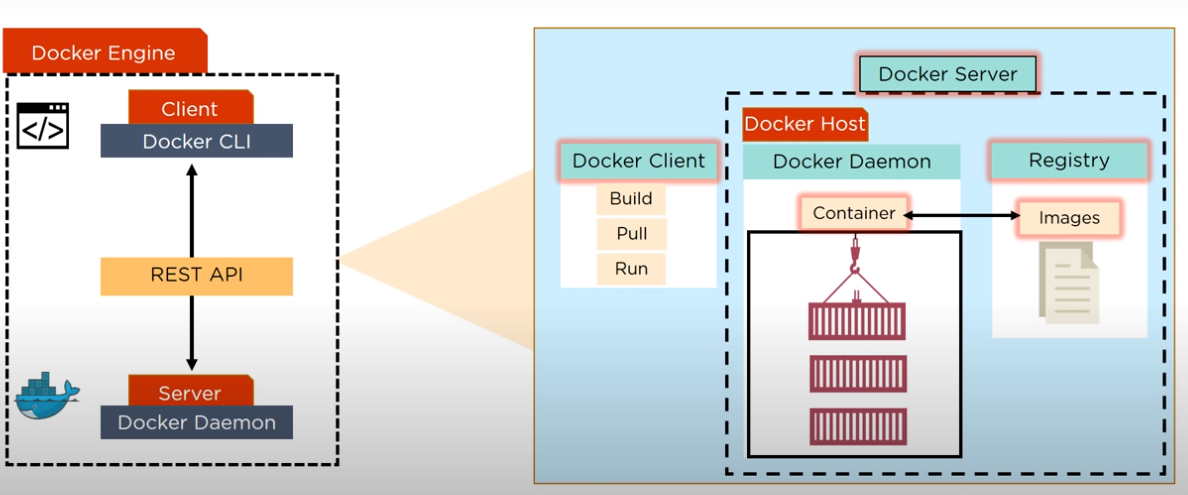 Docker Engine
Client
Docker CLI
</>
REST API
Server
Docker Daemon
Docker Server
Docker Host
Docker Client
Docker Daemon
Registry
Build
Pull
Run
Container
Images